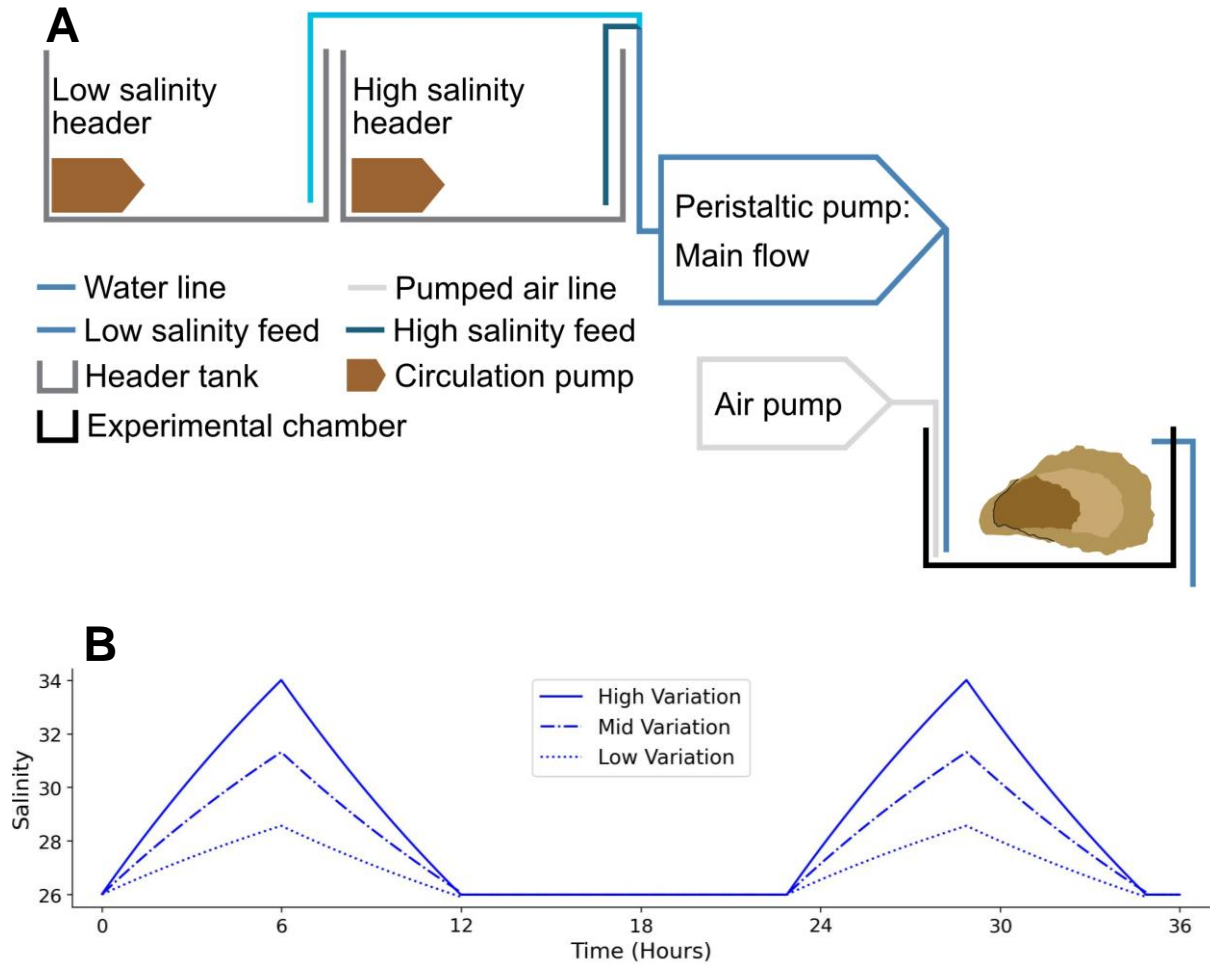 A
Low salinity
header
High salinity
header
Peristaltic pump:
Main flow
Water line
Pumped air line
Low salinity feed
High salinity feed
Header tank
Circulation pump
Experimental chamber
Air pump
B
High Variation
Mid Variation
Low Variation
Salinity
34
32
30
28
26
0 6 12 18 24 30 36
Time (Hours)